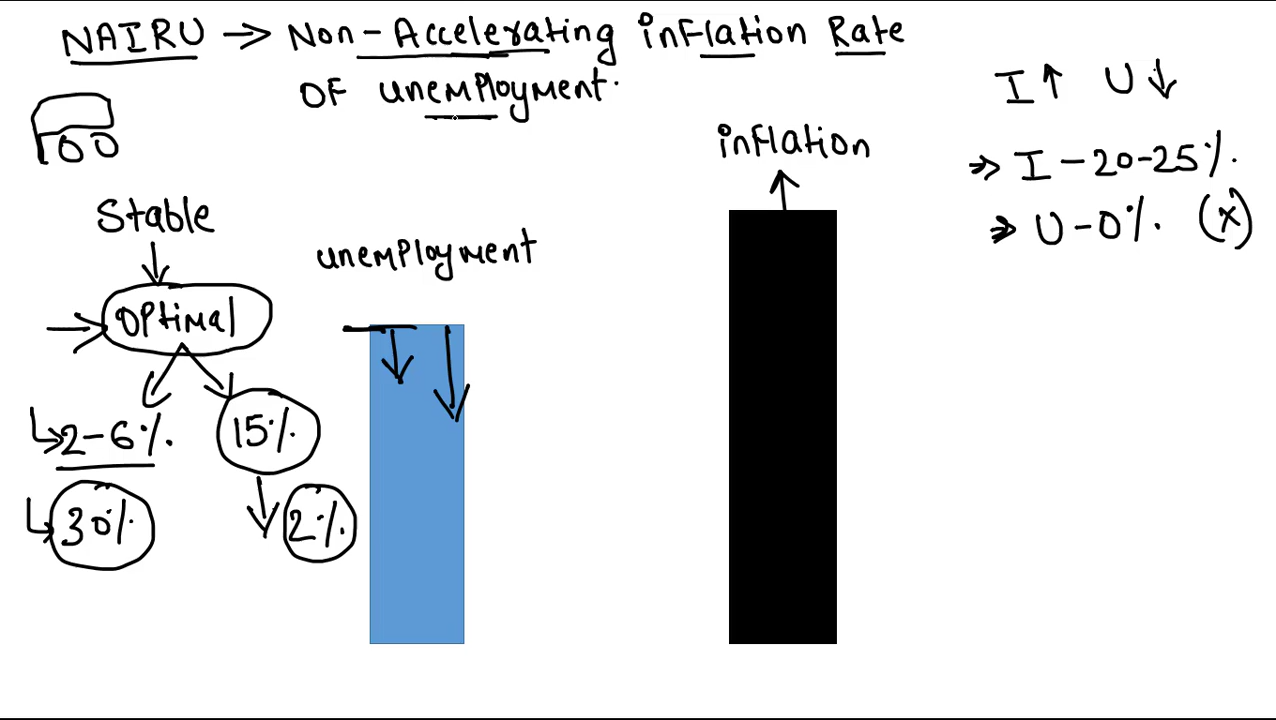 NAIRU → Non-Accelerating inflation Rate
OF unemployment.
I↑ U↓
inflation
⇒ I - 20-25%.
⇒ U - 0%. (x)
Stable
unemployment
optimal
2-6%.
15%.
30%.
2%.